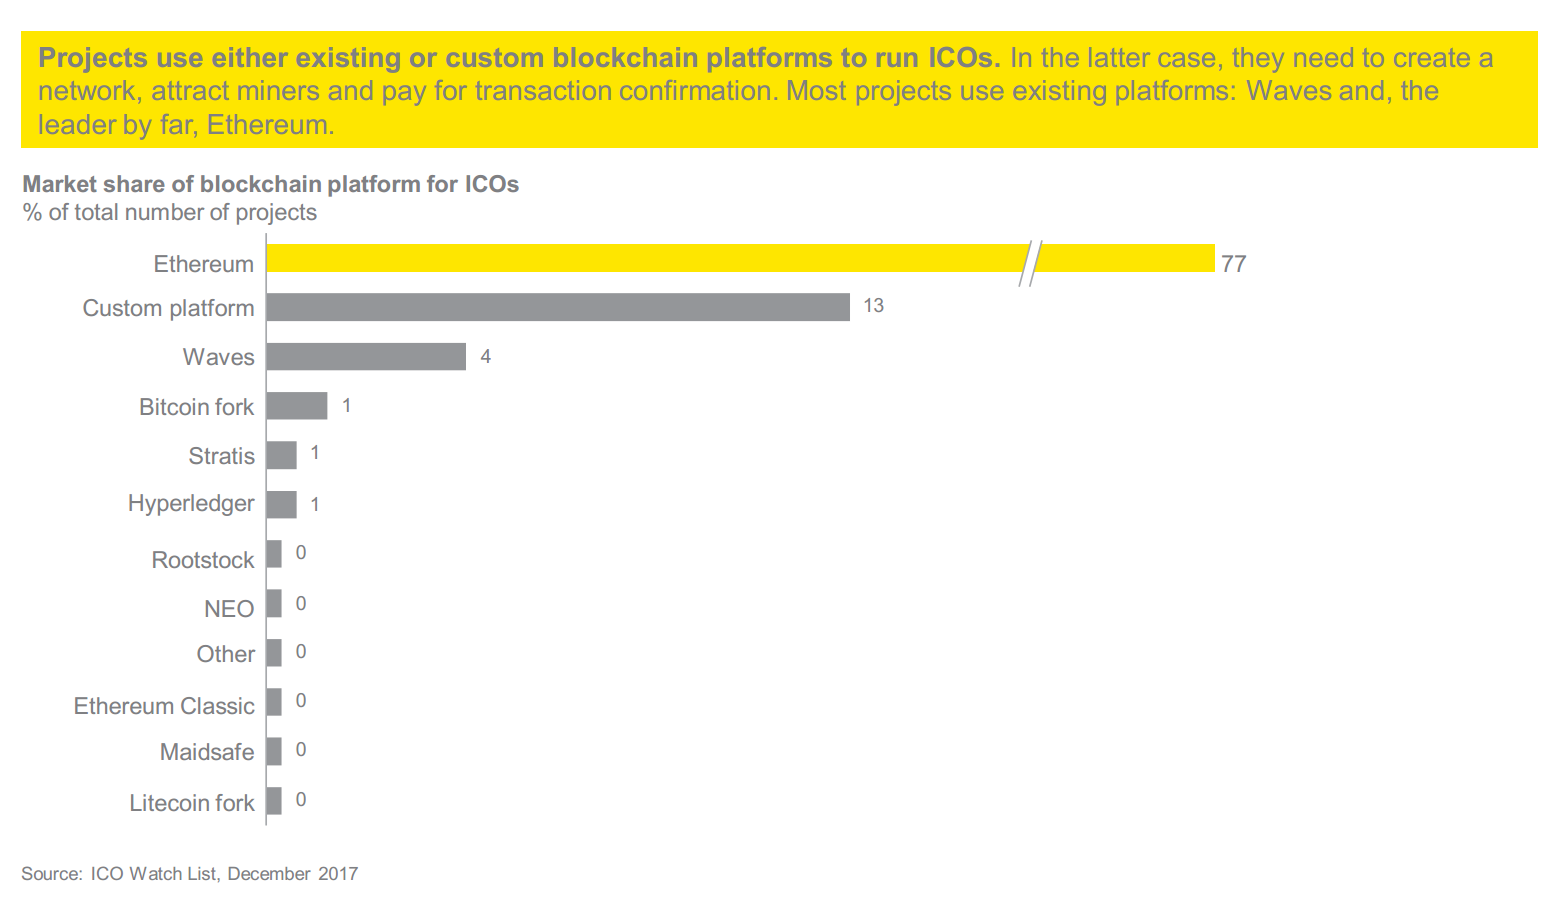 Projects use either existing or custom blockchain platforms to run ICOs. In the latter case, they need to create a
network, attract miners and pay for transaction confirmation. Most projects use existing platforms: Waves and, the
leader by far, Ethereum.
Market share of blockchain platform for ICOs
% of total number of projects
Ethereum 77
Custom platform 13
Waves 4
Bitcoin fork 1
Stratis 1
Hyperledger 1
Rootstock 0
NEO 0
Other 0
Ethereum Classic 0
Maidsafe 0
Litecoin fork 0
Source: ICO Watch List, December 2017